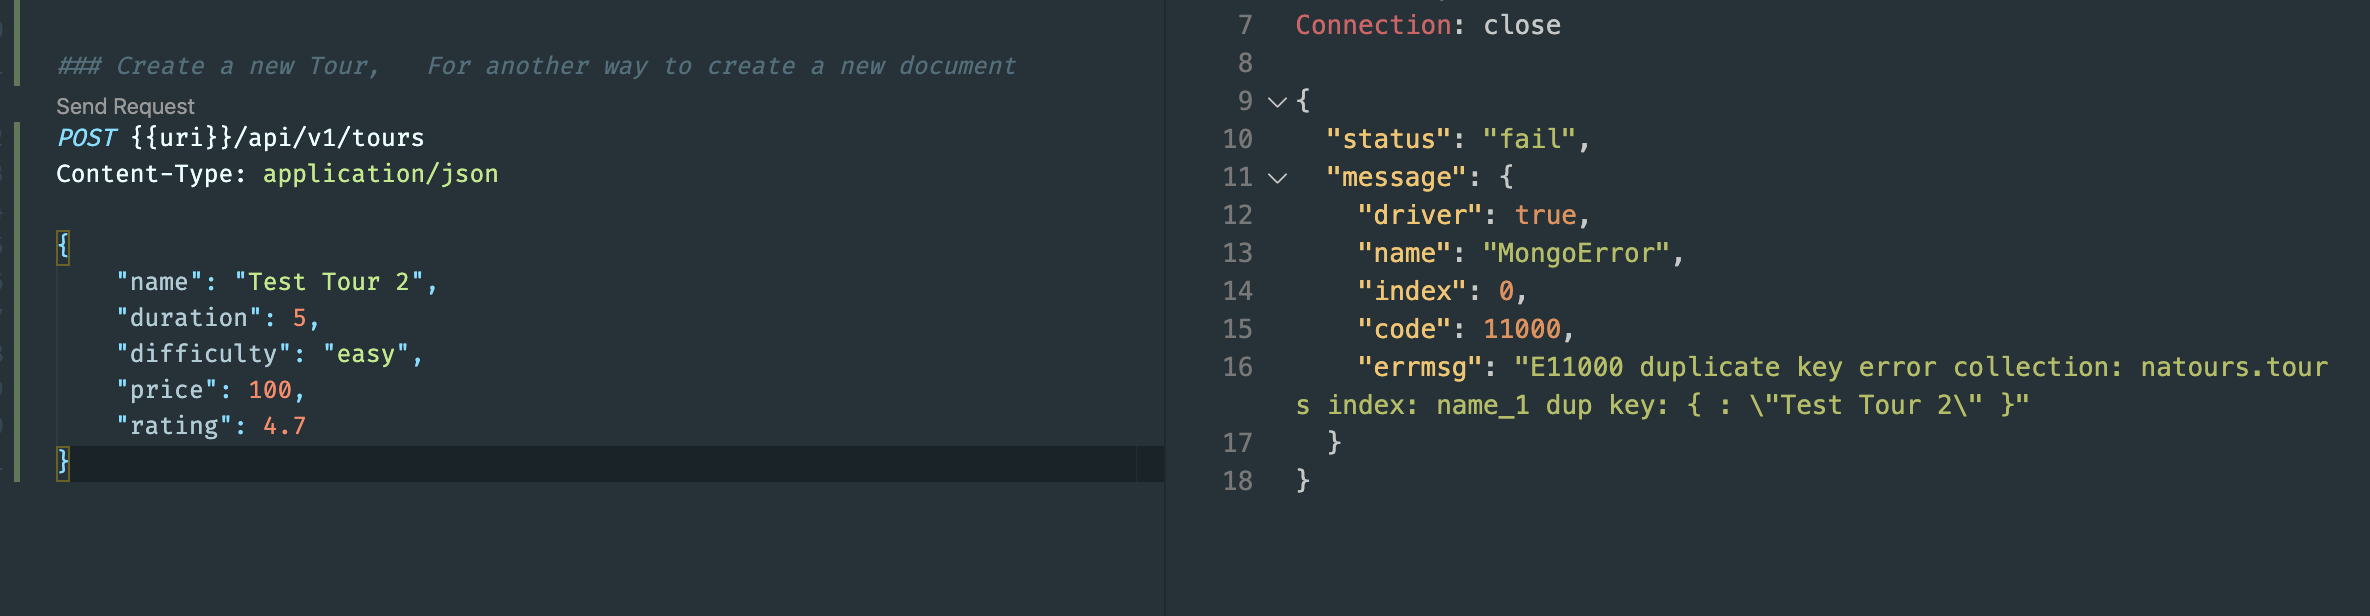 ### Create a new Tour,   For another way to create a new document
Send Request
POST {{uri}}/api/v1/tours
Content-Type: application/json
{
"name": "Test Tour 2",
"duration": 5,
"difficulty": "easy",
"price": 100,
"rating": 4.7
}
7 Connection: close
8
9 {
10 "status": "fail",
11 "message": {
12 "driver": true,
13 "name": "MongoError",
14 "index": 0,
15 "code": 11000,
16 "errmsg": "E11000 duplicate key error collection: natours.tour
s index: name_1 dup key: { : \"Test Tour 2\" }"
17 }
18 }